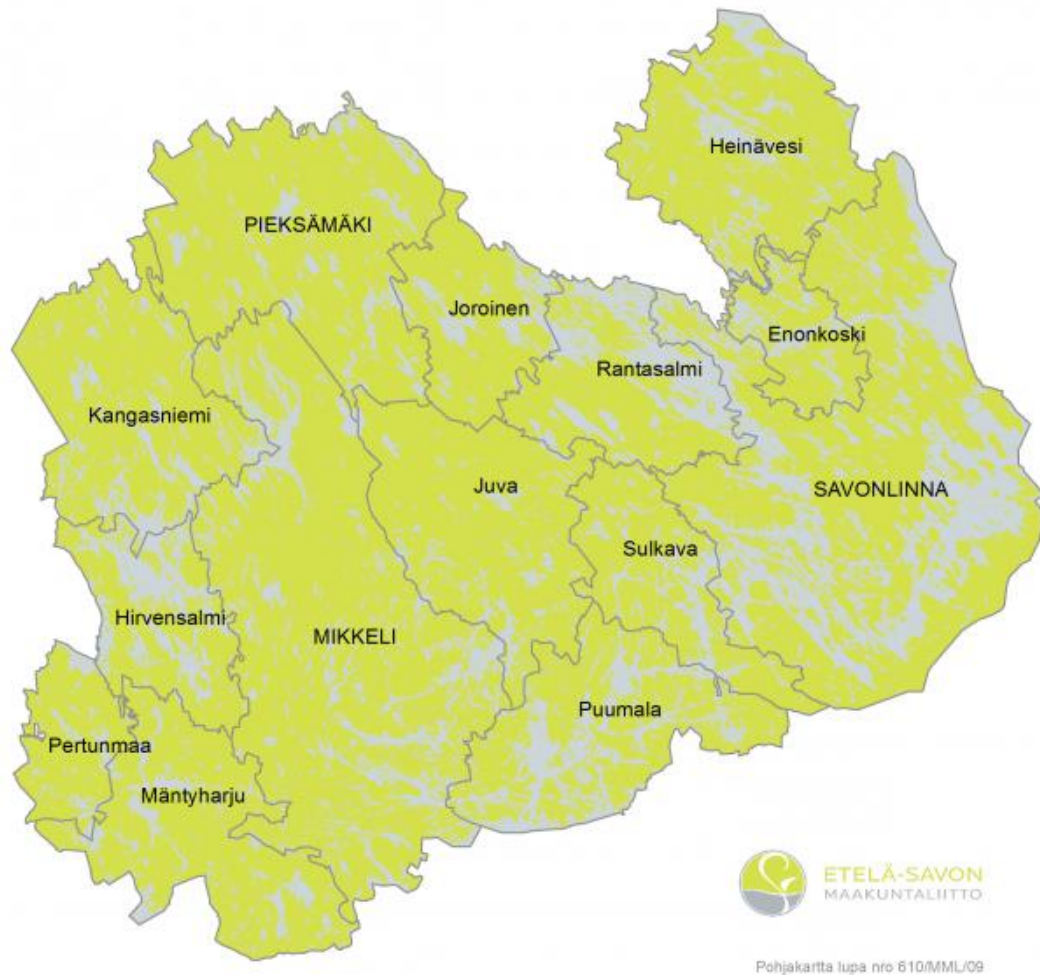 Heinävesi
PIEKSÄMÄKI
Joroinen
Enonkoski
Rantasalmi
Kangasniemi
Juva
SAVONLINNA
Sulkava
Hirvensalmi
MIKKELI
Puumala
Pertunmaa
Mäntyharju
ETELÄ-SAVON
MAAKUNTALIITTO
Pohjakartta lupa nro 610/MML/09